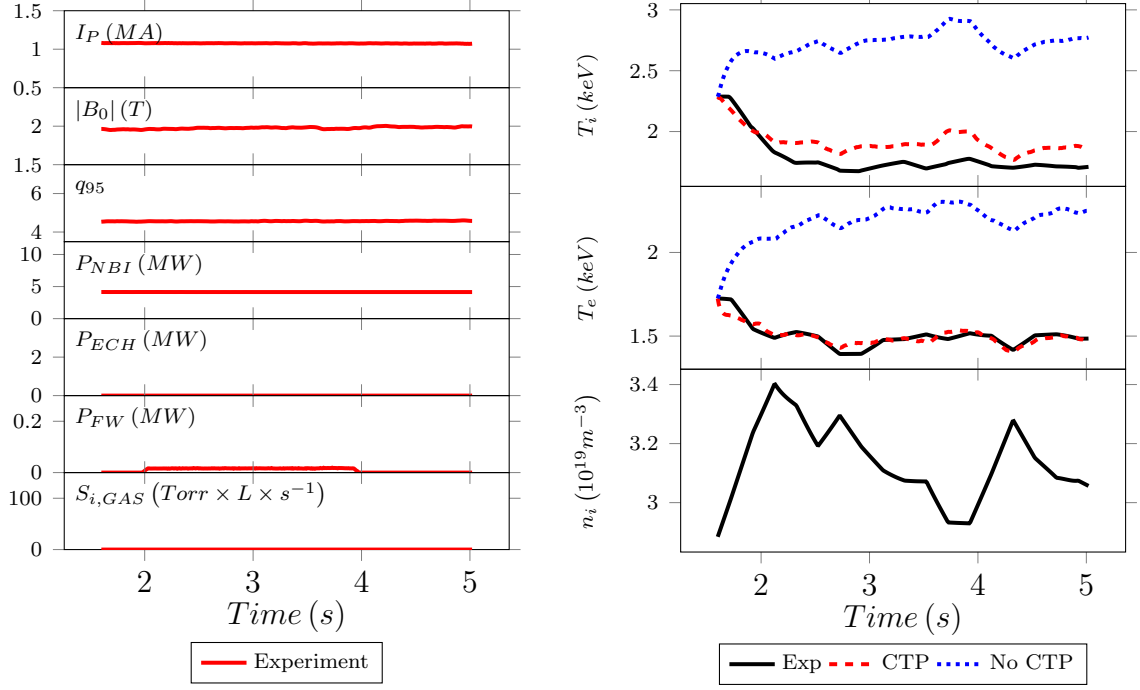 1.5
I_P (MA)
1
0.5
|B_0| (T)
2
1.5
q_95
6
4
P_NBI (MW)
10
5
0
P_ECH (MW)
2
0
P_FW (MW)
0.2
0
S_i,GAS (Torr × L × s^−1)
100
0
2 3 4 5
Time (s)
Experiment
3
2.5
2
T_i (keV)
2
1.5
T_e (keV)
3.4
3.2
3
n_i (10^19 m^−3)
2 3 4 5
Time (s)
Exp CTP No CTP